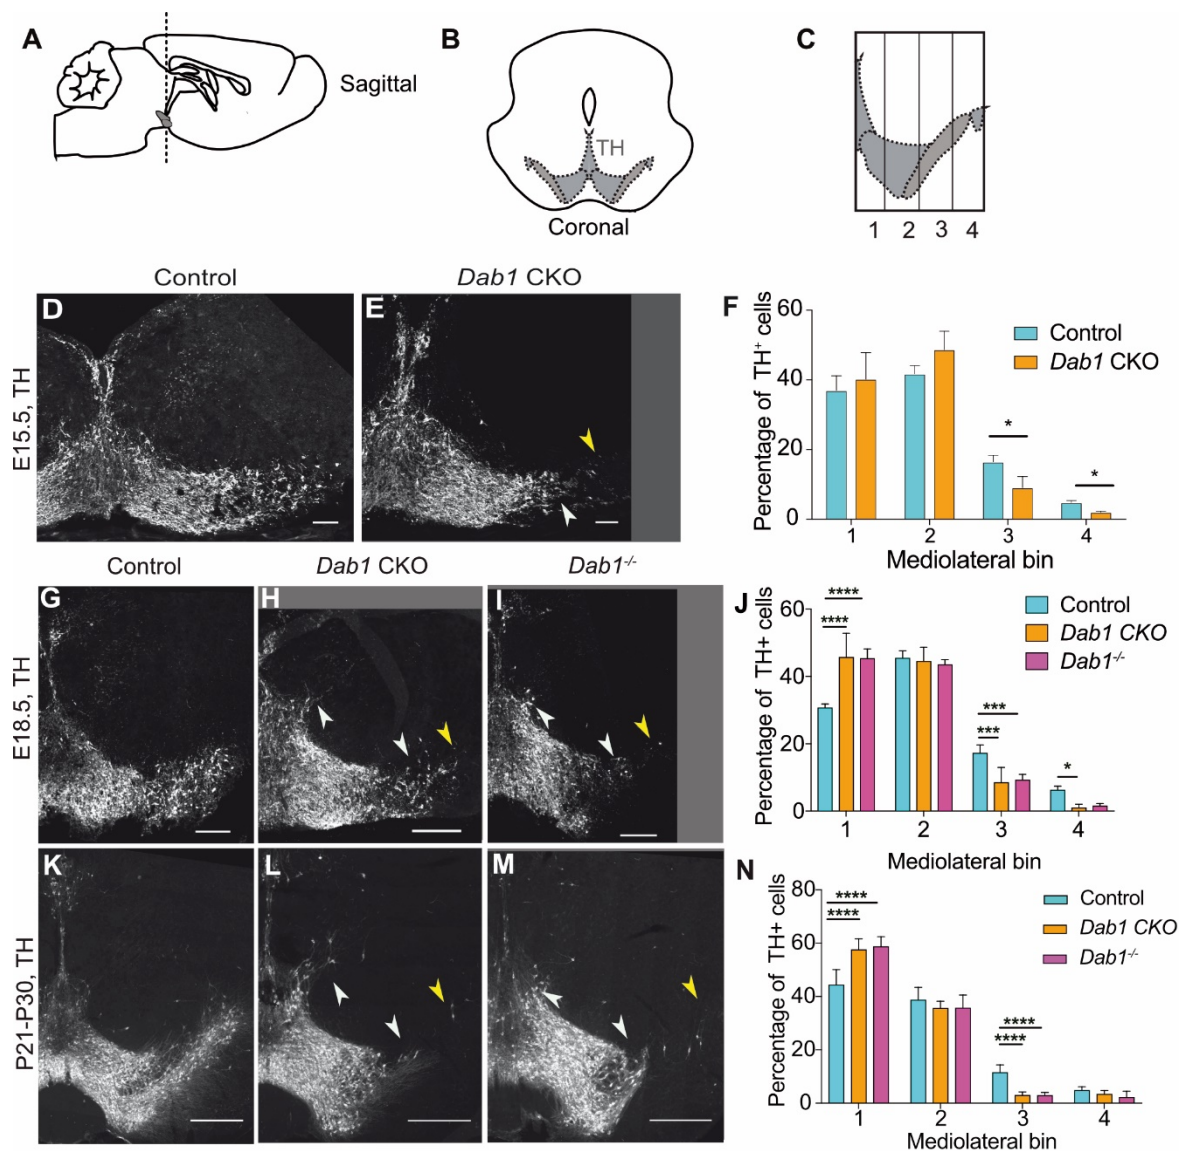 A
Sagittal
B
TH
Coronal
C
1 2 3 4
Control
Dab1 CKO
E15.5, TH
D
E
F
Percentage of TH+ cells
60
40
20
0
*
*
Control
Dab1 CKO
1 2 3 4
Mediolateral bin
Control
Dab1 CKO
Dab1-/-
E18.5, TH
G
H
I
J
Percentage of TH+ cells
60
40
20
0
****
****
***
***
*
Control
Dab1 CKO
Dab1-/-
1 2 3 4
Mediolateral bin
P21-P30, TH
K
L
M
N
Percentage of TH+ cells
80
60
40
20
0
****
****
****
****
Control
Dab1 CKO
Dab1-/-
1 2 3 4
Mediolateral bin